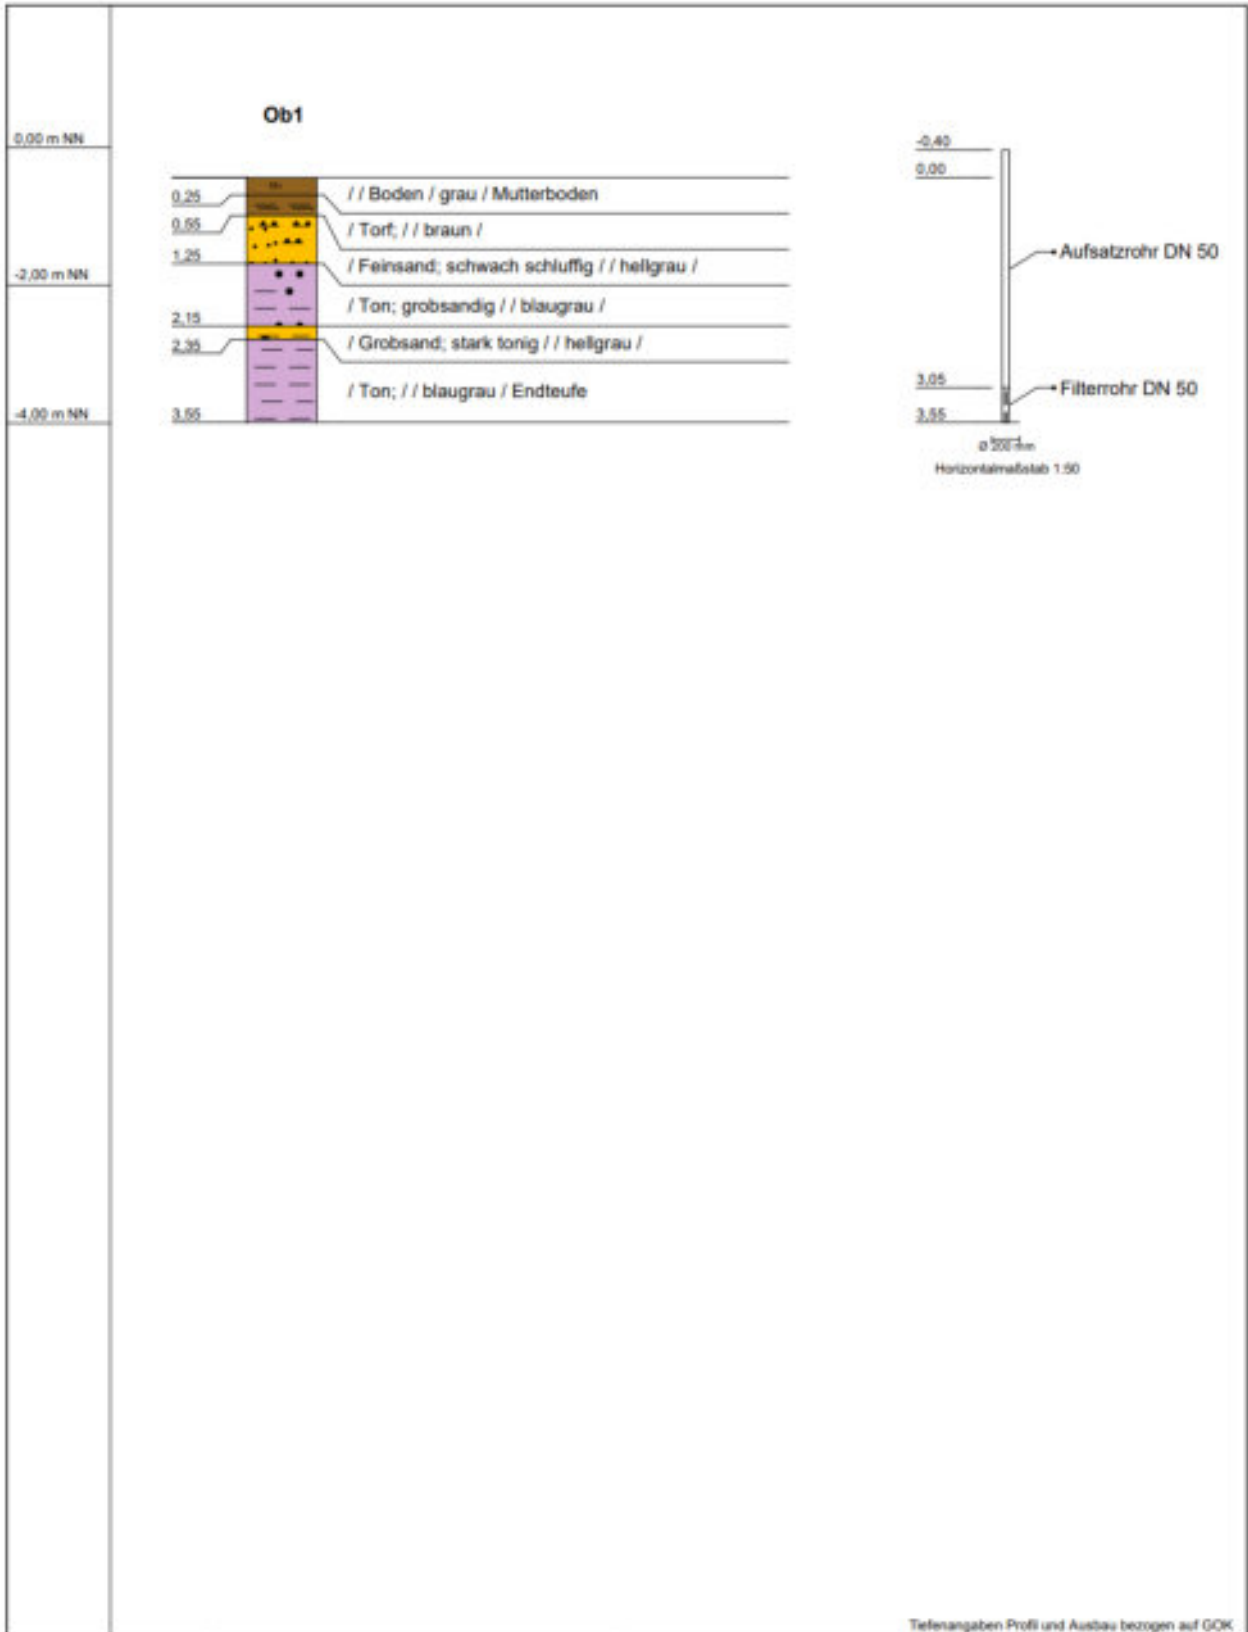 Ob1
0,00 m NN
-2,00 m NN
-4,00 m NN
0,25
0,55
1,25
2,15
2,35
3,55
/ / Boden / grau / Mutterboden
/ Torf; / / braun /
/ Feinsand; schwach schluffig / / hellgrau /
/ Ton; grobsandig / / blaugrau /
/ Grobsand; stark tonig / / hellgrau /
/ Ton; / / blaugrau / Endteufe
-0,40
0,00
Aufsatzrohr DN 50
3,05
Filterrohr DN 50
3,55
Ø 200 mm
Horizontalmaßstab 1:50
Tiefenangaben Profil und Ausbau bezogen auf GOK